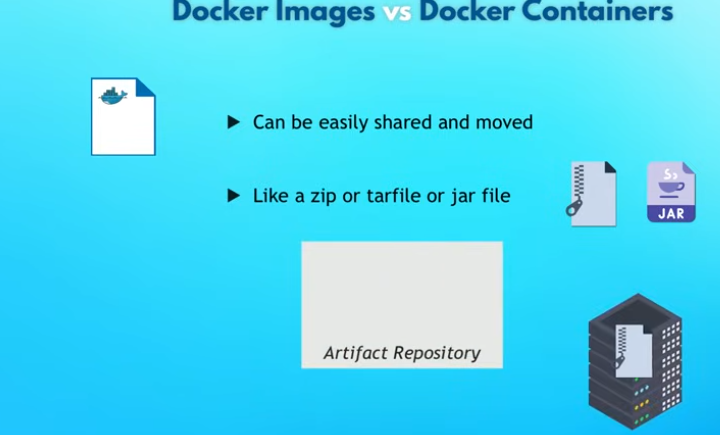 Docker Images vs Docker Containers
Can be easily shared and moved
Like a zip or tarfile or jar file
JAR
Artifact Repository